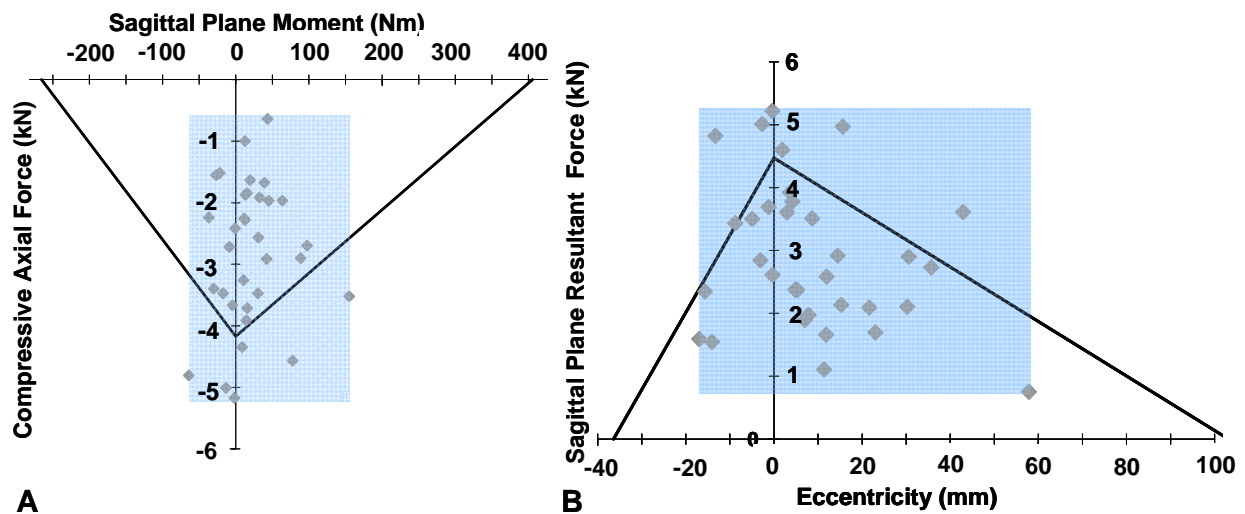 Sagittal Plane Moment (Nm)
-200 -100 0 100 200 300 400
Compressive Axial Force (kN)
-1
-2
-3
-4
-5
-6
A
Sagittal Plane Resultant Force (kN)
6
5
4
3
2
1
0
-40 -20 0 20 40 60 80 100
Eccentricity (mm)
B